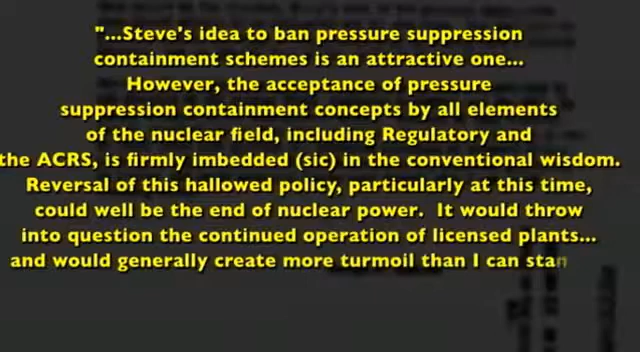 "...Steve's idea to ban pressure suppression
containment schemes is an attractive one...
However, the acceptance of pressure
suppression containment concepts by all elements
of the nuclear field, including Regulatory and
the ACRS, is firmly imbedded (sic) in the conventional wisdom.
Reversal of this hallowed policy, particularly at this time,
could well be the end of nuclear power. It would throw
into question the continued operation of licensed plants...
and would generally create more turmoil than I can stan